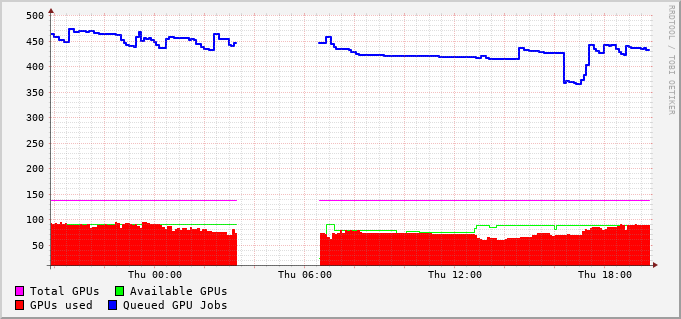 500
450
400
350
300
250
200
150
100
50
Thu 00:00 Thu 06:00 Thu 12:00 Thu 18:00
Total GPUs Available GPUs
GPUs used Queued GPU Jobs
RRDTOOL / TOBI OETIKER